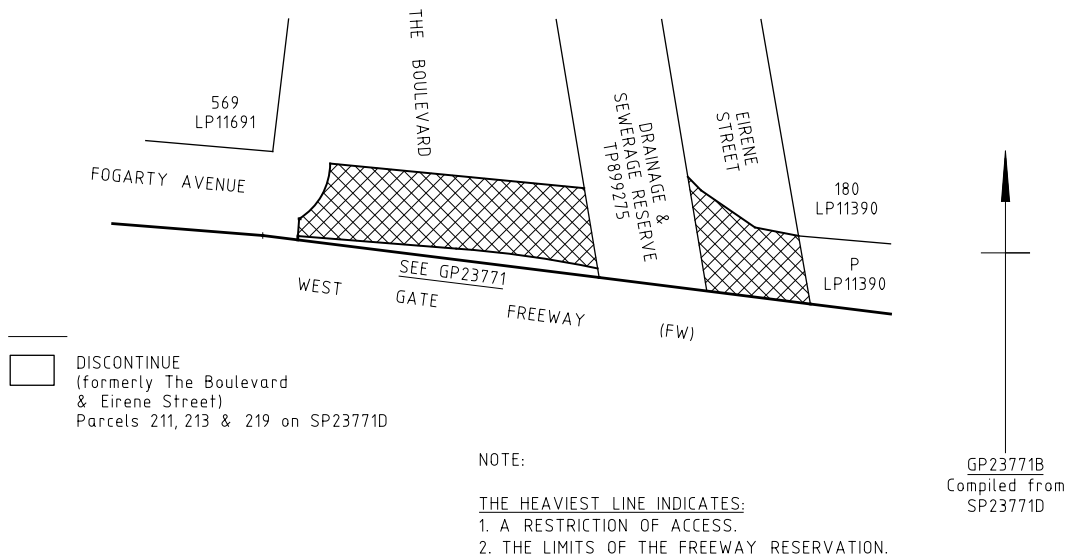 569
LP11691
THE BOULEVARD
FOGARTY AVENUE
DRAINAGE &
SEWERAGE RESERVE
TP899275
EIRENE
STREET
180
LP11390
P
LP11390
SEE GP23771
WEST GATE FREEWAY (FW)
DISCONTINUE
(formerly The Boulevard
& Eirene Street)
Parcels 211, 213 & 219 on SP23771D
NOTE:
THE HEAVIEST LINE INDICATES:
1. A RESTRICTION OF ACCESS.
2. THE LIMITS OF THE FREEWAY RESERVATION.
GP23771B
Compiled from
SP23771D